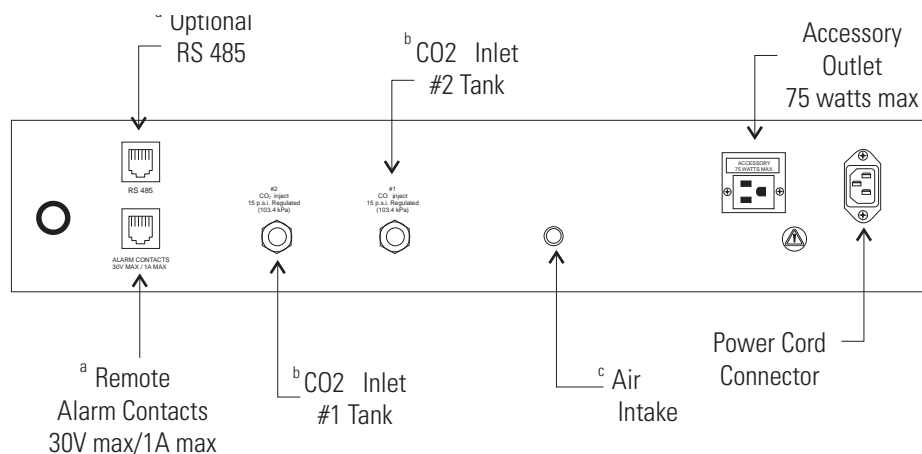 a Optional
RS 485
b CO2 Inlet
#2 Tank
Accessory
Outlet
75 watts max
RS 485
ALARM CONTACTS
30V MAX / 1A MAX
#2
CO2 inject
15 p.s.i. Regulated
(103.4 kPa)
#1
CO inject
15 p.s.i. Regulated
(103.4 kPa)
ACCESSORY
75 WATTS MAX.
a Remote
Alarm Contacts
30V max/1A max
b CO2 Inlet
#1 Tank
c Air
Intake
Power Cord
Connector